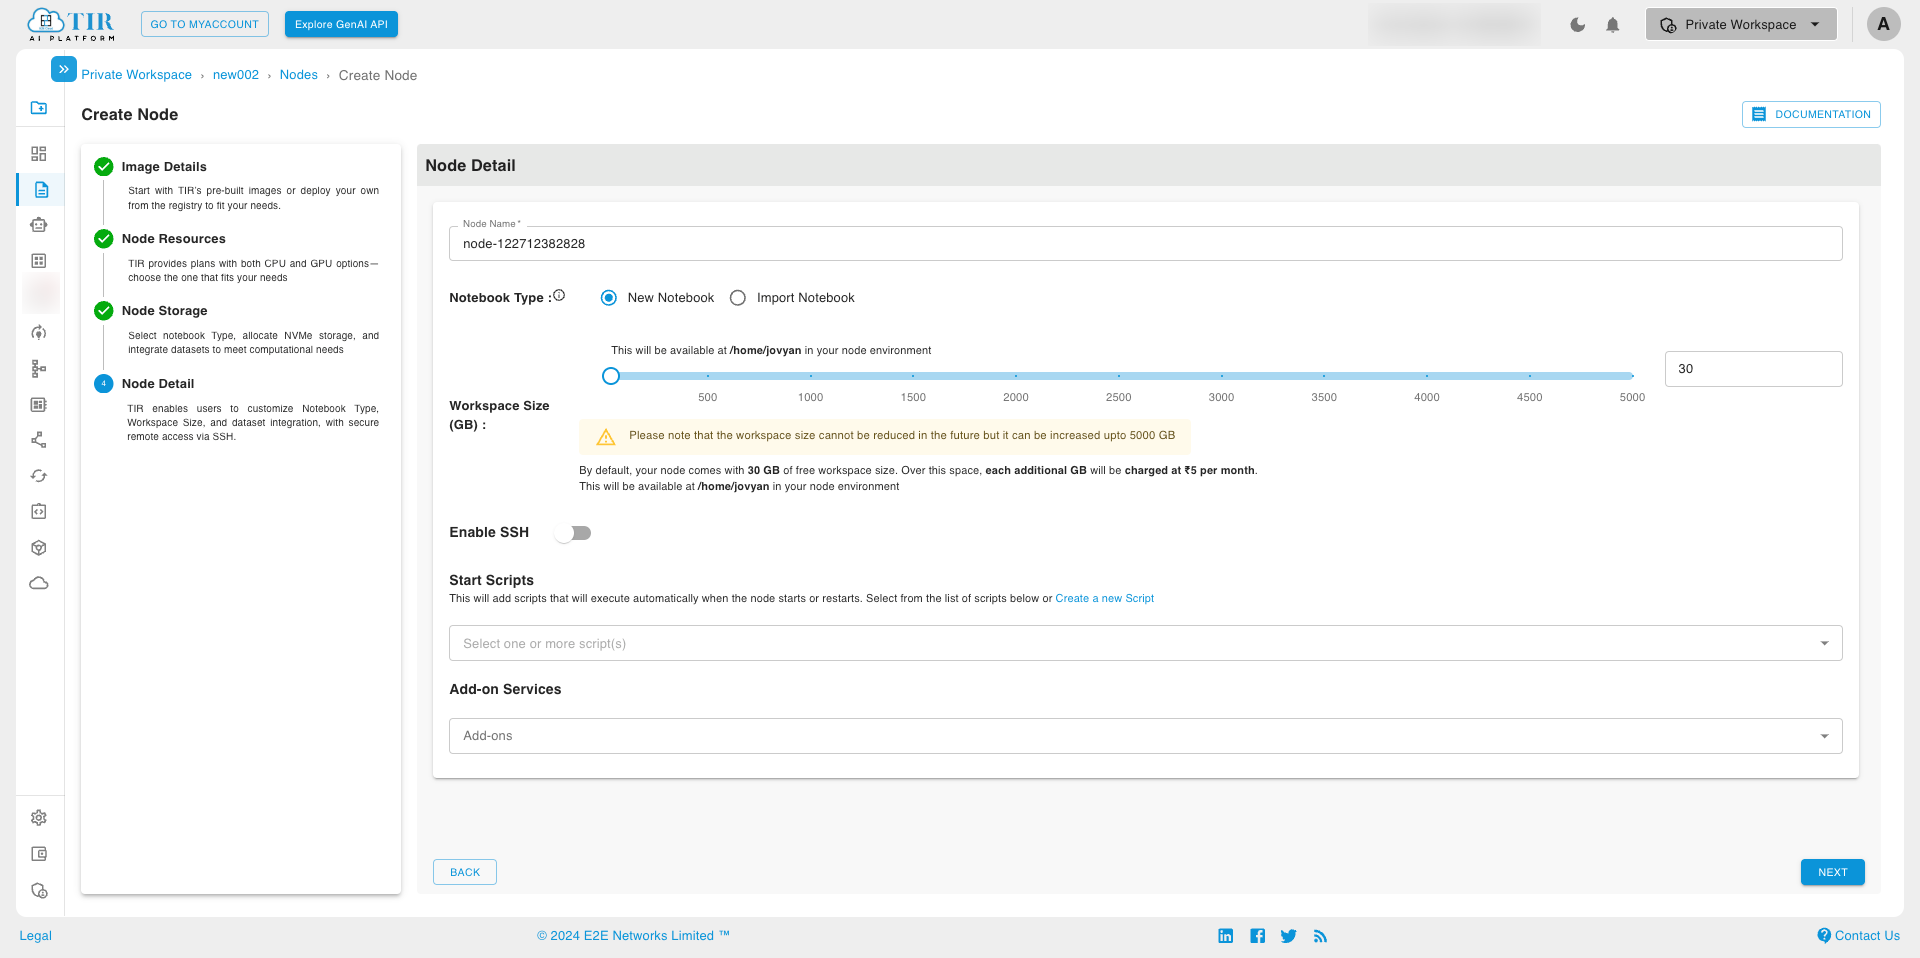 TIR
AI PLATFORM
GO TO MYACCOUNT
Explore GenAI API
Private Workspace
A
Private Workspace › new002 › Nodes › Create Node
Create Node
DOCUMENTATION
Image Details
Start with TIR's pre-built images or deploy your own
from the registry to fit your needs.
Node Resources
TIR provides plans with both CPU and GPU options—
choose the one that fits your needs
Node Storage
Select notebook Type, allocate NVMe storage, and
integrate datasets to meet computational needs
4
Node Detail
TIR enables users to customize Notebook Type,
Workspace Size, and dataset integration, with secure
remote access via SSH.
Node Detail
Node Name *
node-122712382828
Notebook Type :
New Notebook
Import Notebook
This will be available at /home/jovyan in your node environment
30
500 1000 1500 2000 2500 3000 3500 4000 4500 5000
Workspace Size
(GB) :
Please note that the workspace size cannot be reduced in the future but it can be increased upto 5000 GB
By default, your node comes with 30 GB of free workspace size. Over this space, each additional GB will be charged at ₹5 per month.
This will be available at /home/jovyan in your node environment
Enable SSH
Start Scripts
This will add scripts that will execute automatically when the node starts or restarts. Select from the list of scripts below or Create a new Script
Select one or more script(s)
Add-on Services
Add-ons
BACK
NEXT
Legal
© 2024 E2E Networks Limited ™
Contact Us